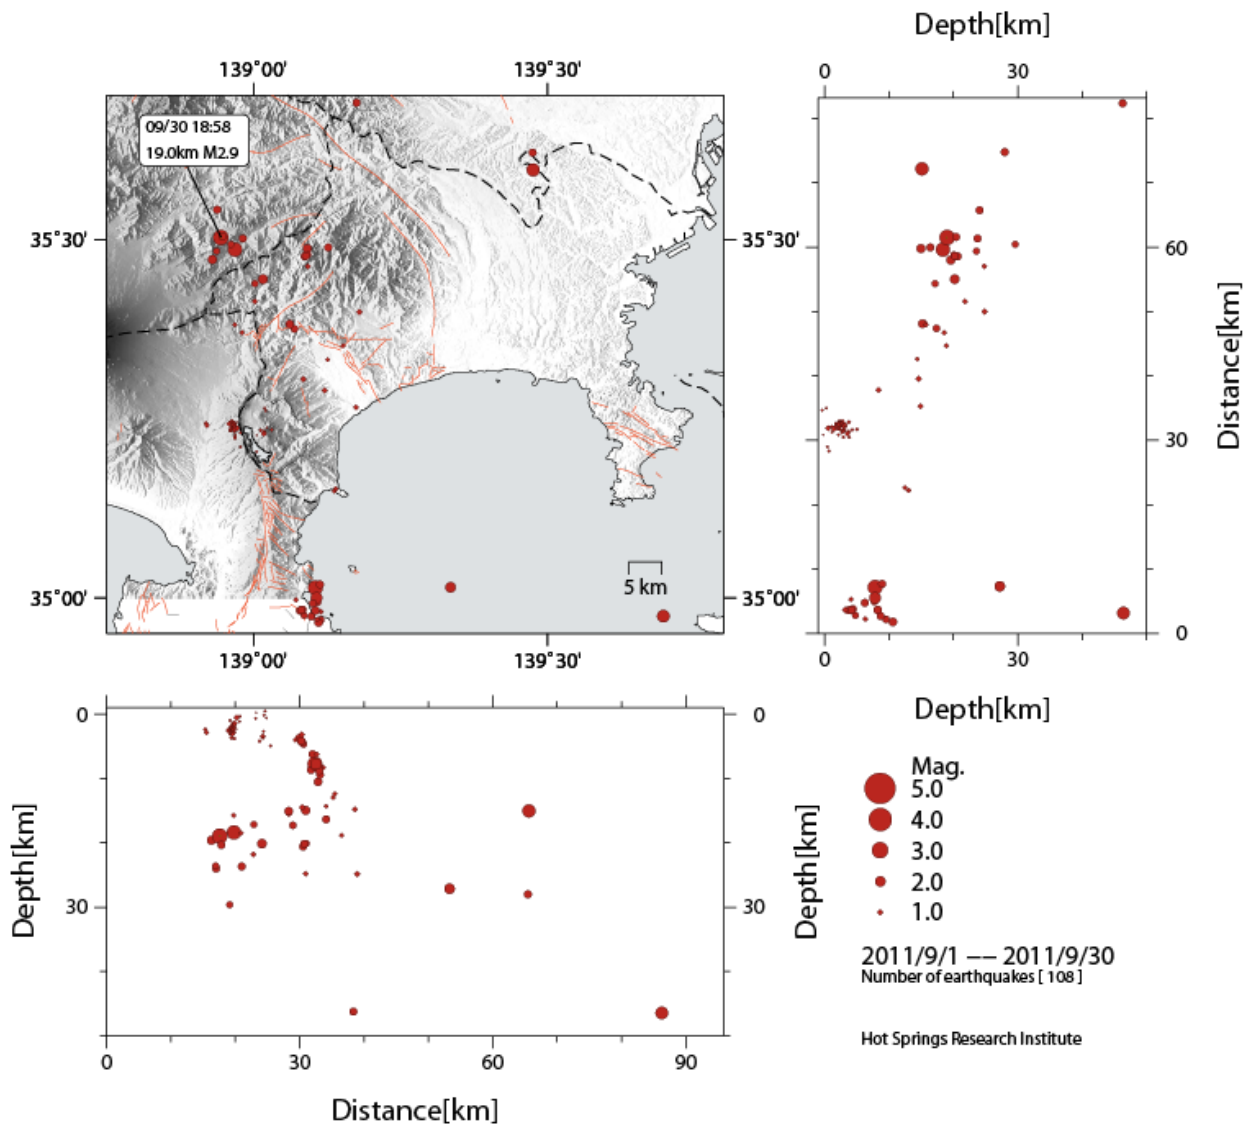 Depth[km]
0 30
139°00' 139°30'
09/30 18:58
19.0km M2.9
35°30' 35°30'
60
30
Distance[km]
5 km
35°00' 35°00'
0
139°00' 139°30'
0 30
Depth[km]
0 0
30 30
Depth[km]
Depth[km]
0 30 60 90
Distance[km]
Mag.
5.0
4.0
3.0
2.0
1.0
2011/9/1 −− 2011/9/30
Number of earthquakes [ 108 ]
Hot Springs Research Institute